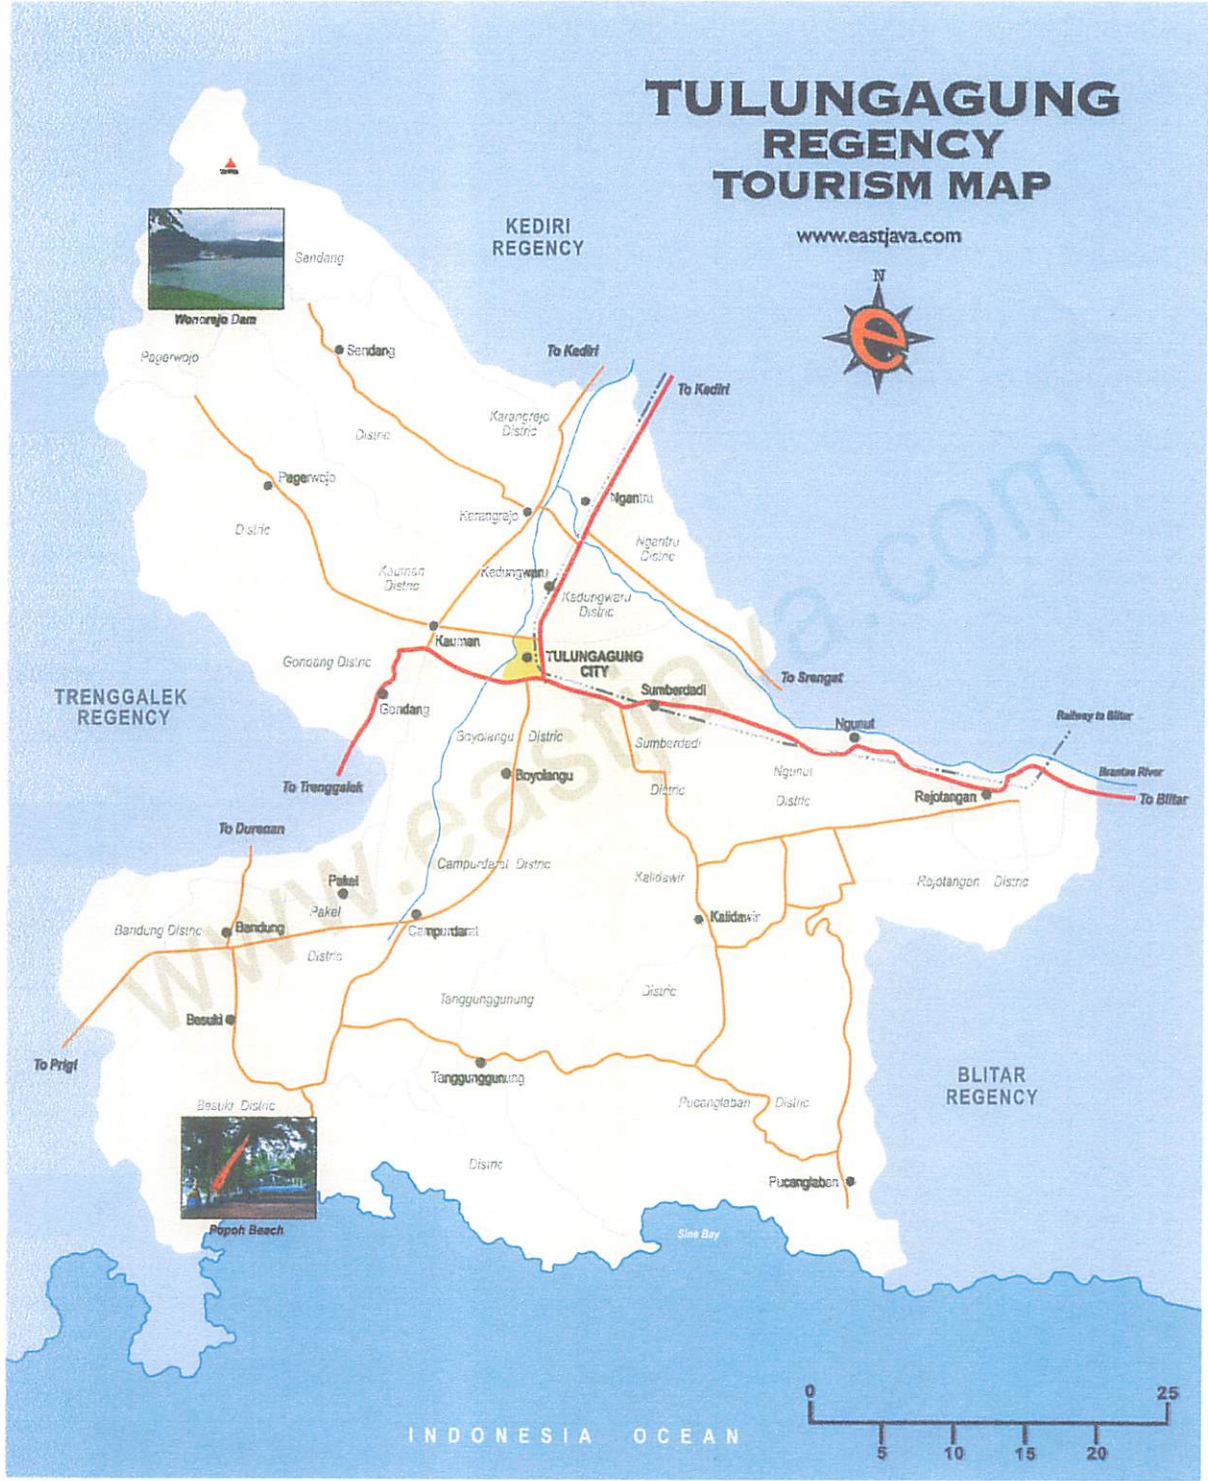 TULUNGAGUNG
REGENCY
TOURISM MAP
www.eastjava.com
N
KEDIRI
REGENCY
Sendang
Wonorejo Dam
Pagerwojo
Sendang
To Kediri
To Kediri
Karangrejo
Distric
Distric
Pagerwojo
Ngantru
Karangrejo
Distric
Ngantru
Distric
Kauman
Distric
Kedungwaru
Kedungwaru
Distric
Kauman
Gondang Distric
TULUNGAGUNG
CITY
To Srengat
TRENGGALEK
REGENCY
Sumberdadi
Gondang
Ngunut
Railway to Blitar
Boyolangu Distric
Sumberdadi
Boyolangu
Ngunut
Brantas River
To Trenggalek
Distric
Distric
Rejotangan
To Blitar
To Durenan
Campurdarat Distric
Kalidawir
Rejotangan Distric
Pakel
Pakel
Kalidawir
Bandung Distric
Bandung
Campurdarat
Distric
Distric
Tanggunggunung
Besuki
To Prigi
Tanggunggunung
BLITAR
REGENCY
Besuki Distric
Pucanglaban Distric
Distric
Pucanglaban
Popoh Beach
Sine Bay
www.eastjava.com
0 25
5 10 15 20
INDONESIA OCEAN